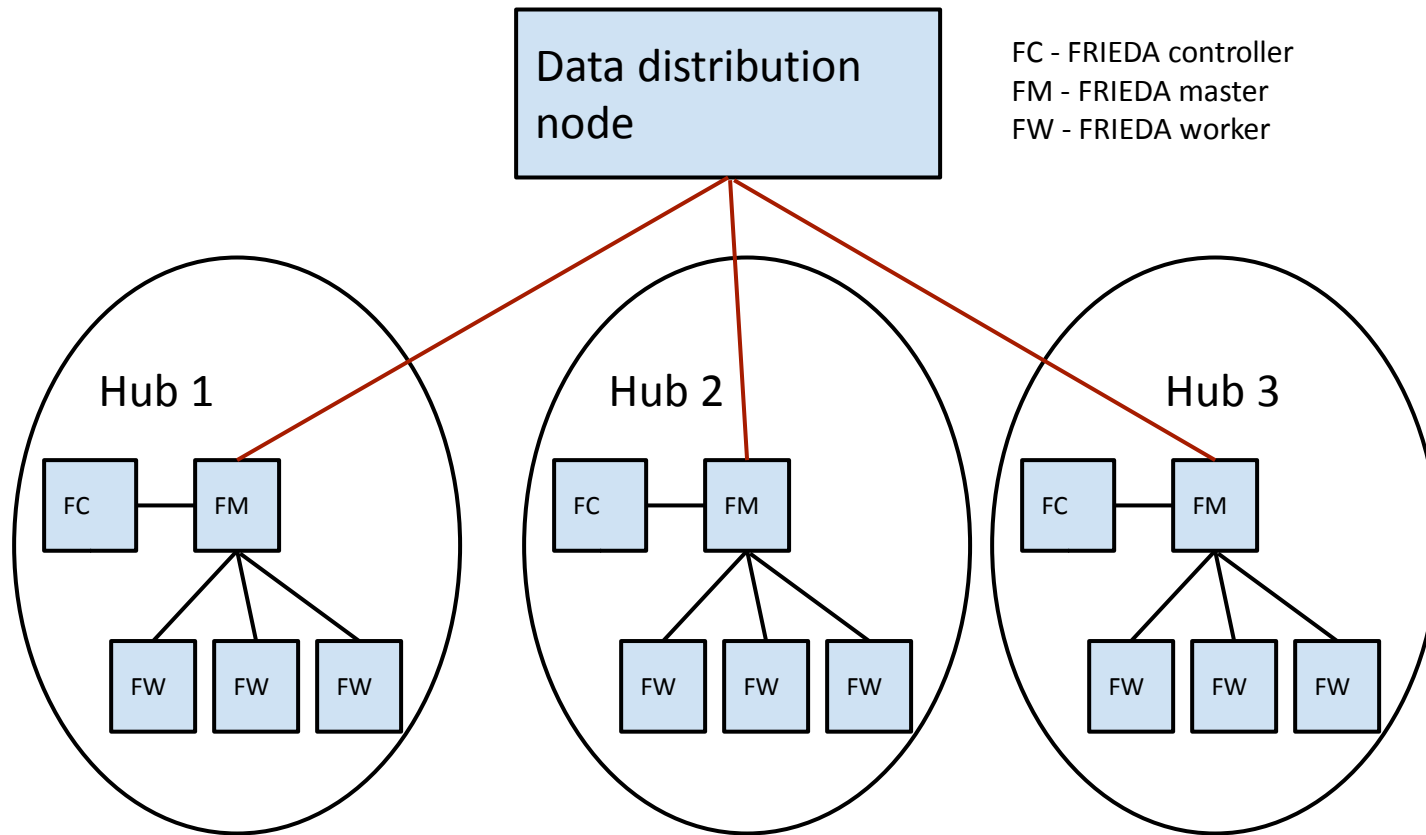 Data distribution
node
FC - FRIEDA controller
FM - FRIEDA master
FW - FRIEDA worker
Hub 1
Hub 2
Hub 3
FC
FM
FC
FM
FC
FM
FW
FW
FW
FW
FW
FW
FW
FW
FW